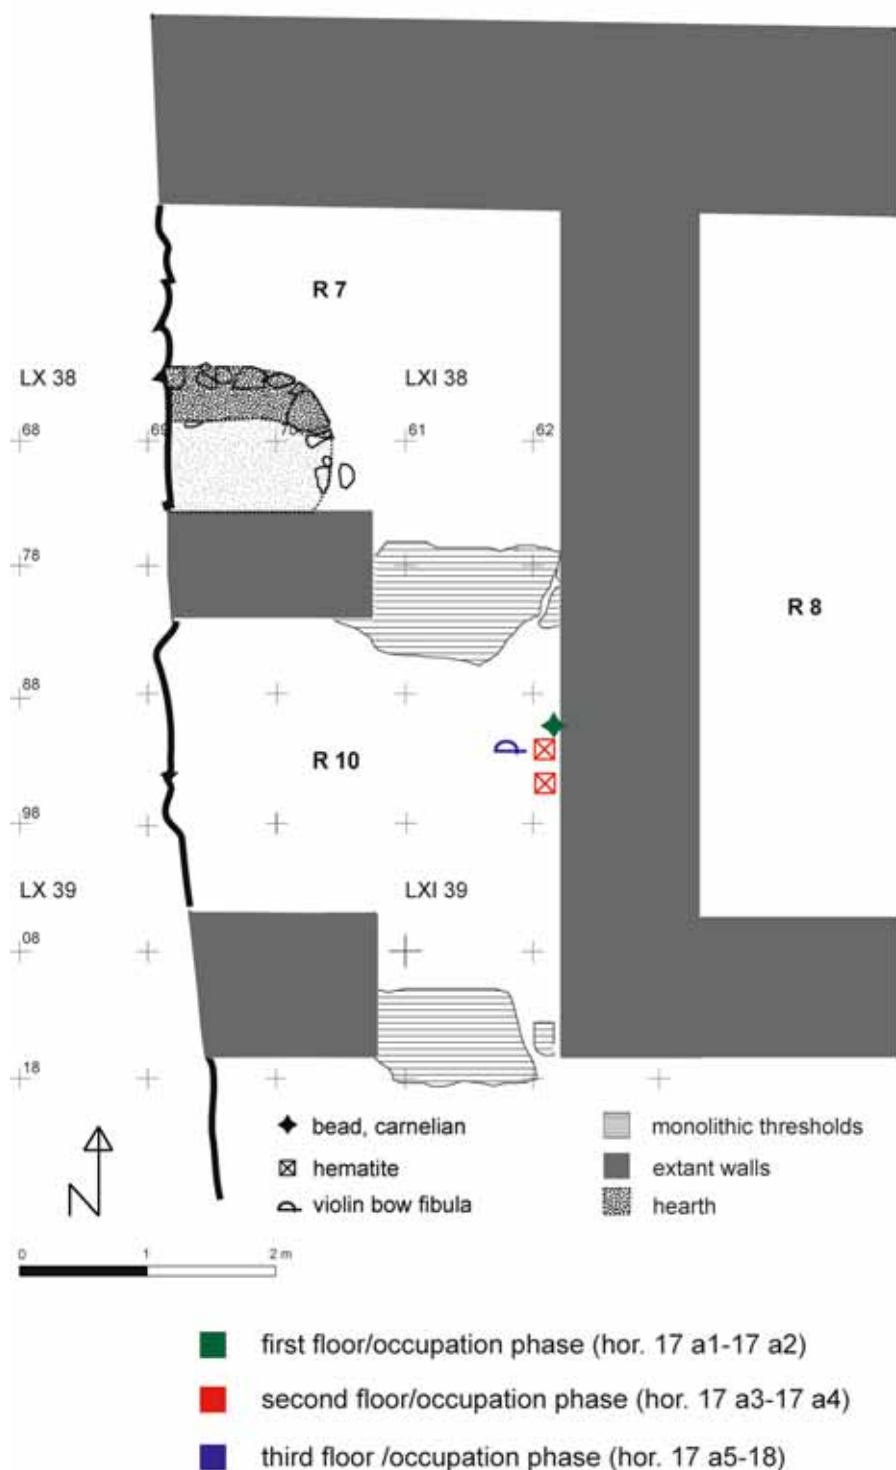 R 7
LX 38
LXI 38
68
69
70
61
62
78
R 8
88
R 10
98
LX 39
LXI 39
08
18
N
bead, carnelian
monolithic thresholds
hematite
extant walls
violin bow fibula
hearth
0 1 2 m
first floor/occupation phase (hor. 17 a1-17 a2)
second floor/occupation phase (hor. 17 a3-17 a4)
third floor /occupation phase (hor. 17 a5-18)